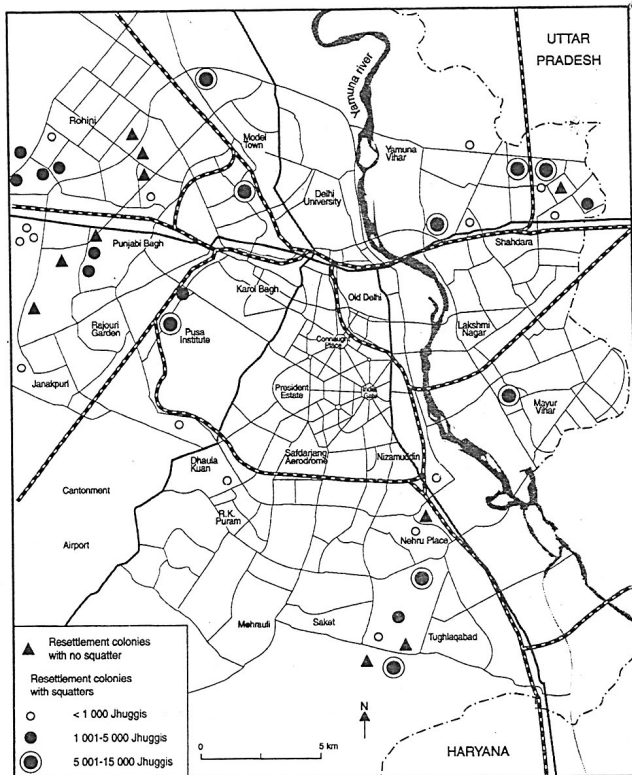 UTTAR
PRADESH
Yamuna river
Rohini
Model
Town
Yamuna
Vihar
Delhi
University
Punjabi Bagh
Shahdara
Karol Bagh
Old Delhi
Rajouri
Garden
Pusa
Institute
Connaught
Place
Lakshmi
Nagar
Janakpuri
President
Estate
India
Gate
Mayur
Vihar
Dhaula
Kuan
Safdarjang
Aerodrome
Nizamuddin
Cantonment
R.K.
Puram
Airport
Nehru Place
Mehrauli
Saket
Tughlaqabad
Resettlement colonies
with no squatter
Resettlement colonies
with squatters
< 1 000 Jhuggis
1 001-5 000 Jhuggis
5 001-15 000 Jhuggis
N
0
5 km
HARYANA